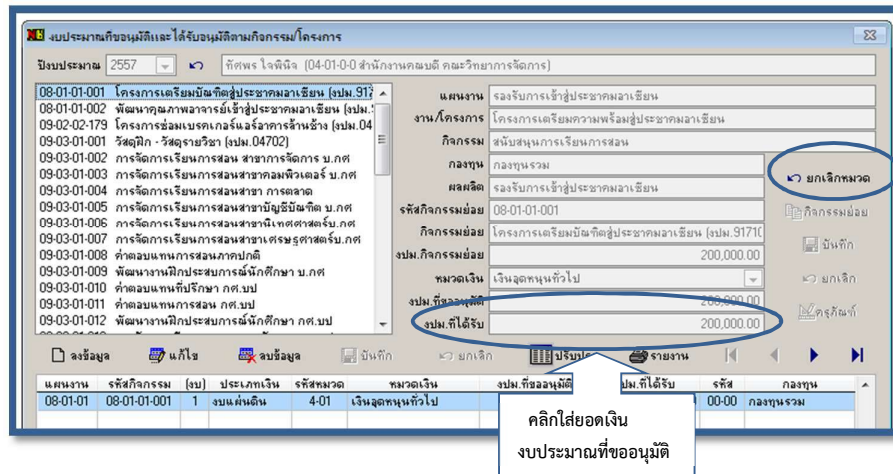 งบประมาณที่ขออนุมัติและได้รับอนุมัติตามกิจกรรม/โครงการ
ปีงบประมาณ 2557 ทัศพร ใจพินิจ (04-01-0-0 สำนักงานคณบดี คณะวิทยาการจัดการ)
08-01-01-001 โครงการเตรียมบัณฑิตสู่ประชาคมอาเซียน (งปม.917
08-01-01-002 พัฒนาคุณภาพอาจารย์เข้าสู่ประชาคมอาเซียน (งปม.
09-02-02-179 โครงการซ่อมเบรคเกอร์แอร์อาคารล้านช้าง (งปม.04
09-03-01-001 วัสดุฝึก - วัสดุรายวิชา (งปม.04702)
09-03-01-002 การจัดการเรียนการสอน สาขาการจัดการ บ.กศ
09-03-01-003 การจัดการเรียนการสอนสาขาคอมพิวเตอร์ บ.กศ
09-03-01-004 การจัดการเรียนการสอนสาขา การตลาด
09-03-01-005 การจัดการเรียนการสอนสาขาบัญชีบัณฑิต บ.กศ
09-03-01-006 การจัดการเรียนการสอนสาขานิเทศศาสตร์บ.กศ
09-03-01-007 การจัดการเรียนการสอนสาขาเศรษฐศาสตร์บ.กศ
09-03-01-008 ค่าตอบแทนการสอนภาคปกติ
09-03-01-009 พัฒนางานฝึกประสบการณ์นักศึกษา บ.กศ
09-03-01-010 ค่าตอบแทนที่ปรึกษา กศ.บป
09-03-01-011 ค่าตอบแทนการสอน กศ.บป
09-03-01-012 พัฒนางานฝึกประสบการณ์นักศึกษา กศ.บป
แผนงาน รองรับการเข้าสู่ประชาคมอาเซียน
งาน/โครงการ โครงการเตรียมความพร้อมสู่ประชาคมอาเซียน
กิจกรรม สนับสนุนการเรียนการสอน
กองทุน กองทุนรวม
ผลผลิต รองรับการเข้าสู่ประชาคมอาเซียน
รหัสกิจกรรมย่อย 08-01-01-001
กิจกรรมย่อย โครงการเตรียมบัณฑิตสู่ประชาคมอาเซียน (งปม.91710
งปม.กิจกรรมย่อย 200,000.00
หมวดเงิน เงินอุดหนุนทั่วไป
งปม.ที่ขออนุมัติ 200,000.00
งปม.ที่ได้รับ 200,000.00
ยกเลิกหมวด
กิจกรรมย่อย
บันทึก
ยกเลิก
ครุภัณฑ์
ลงข้อมูล แก้ไข ลบข้อมูล บันทึก ยกเลิก ปรับปรุ รายงาน
แผนงาน รหัสกิจกรรม (งบ) ประเภทเงิน รหัสหมวด หมวดเงิน งปม.ที่ขออนุมัติ ปม.ที่ได้รับ รหัส กองทุน
08-01-01 08-01-01-001 1 งบแผ่นดิน 4-01 เงินอุดหนุนทั่วไป 00-00 กองทุนรวม
คลิกใส่ยอดเงิน
งบประมาณที่ขออนุมัติ